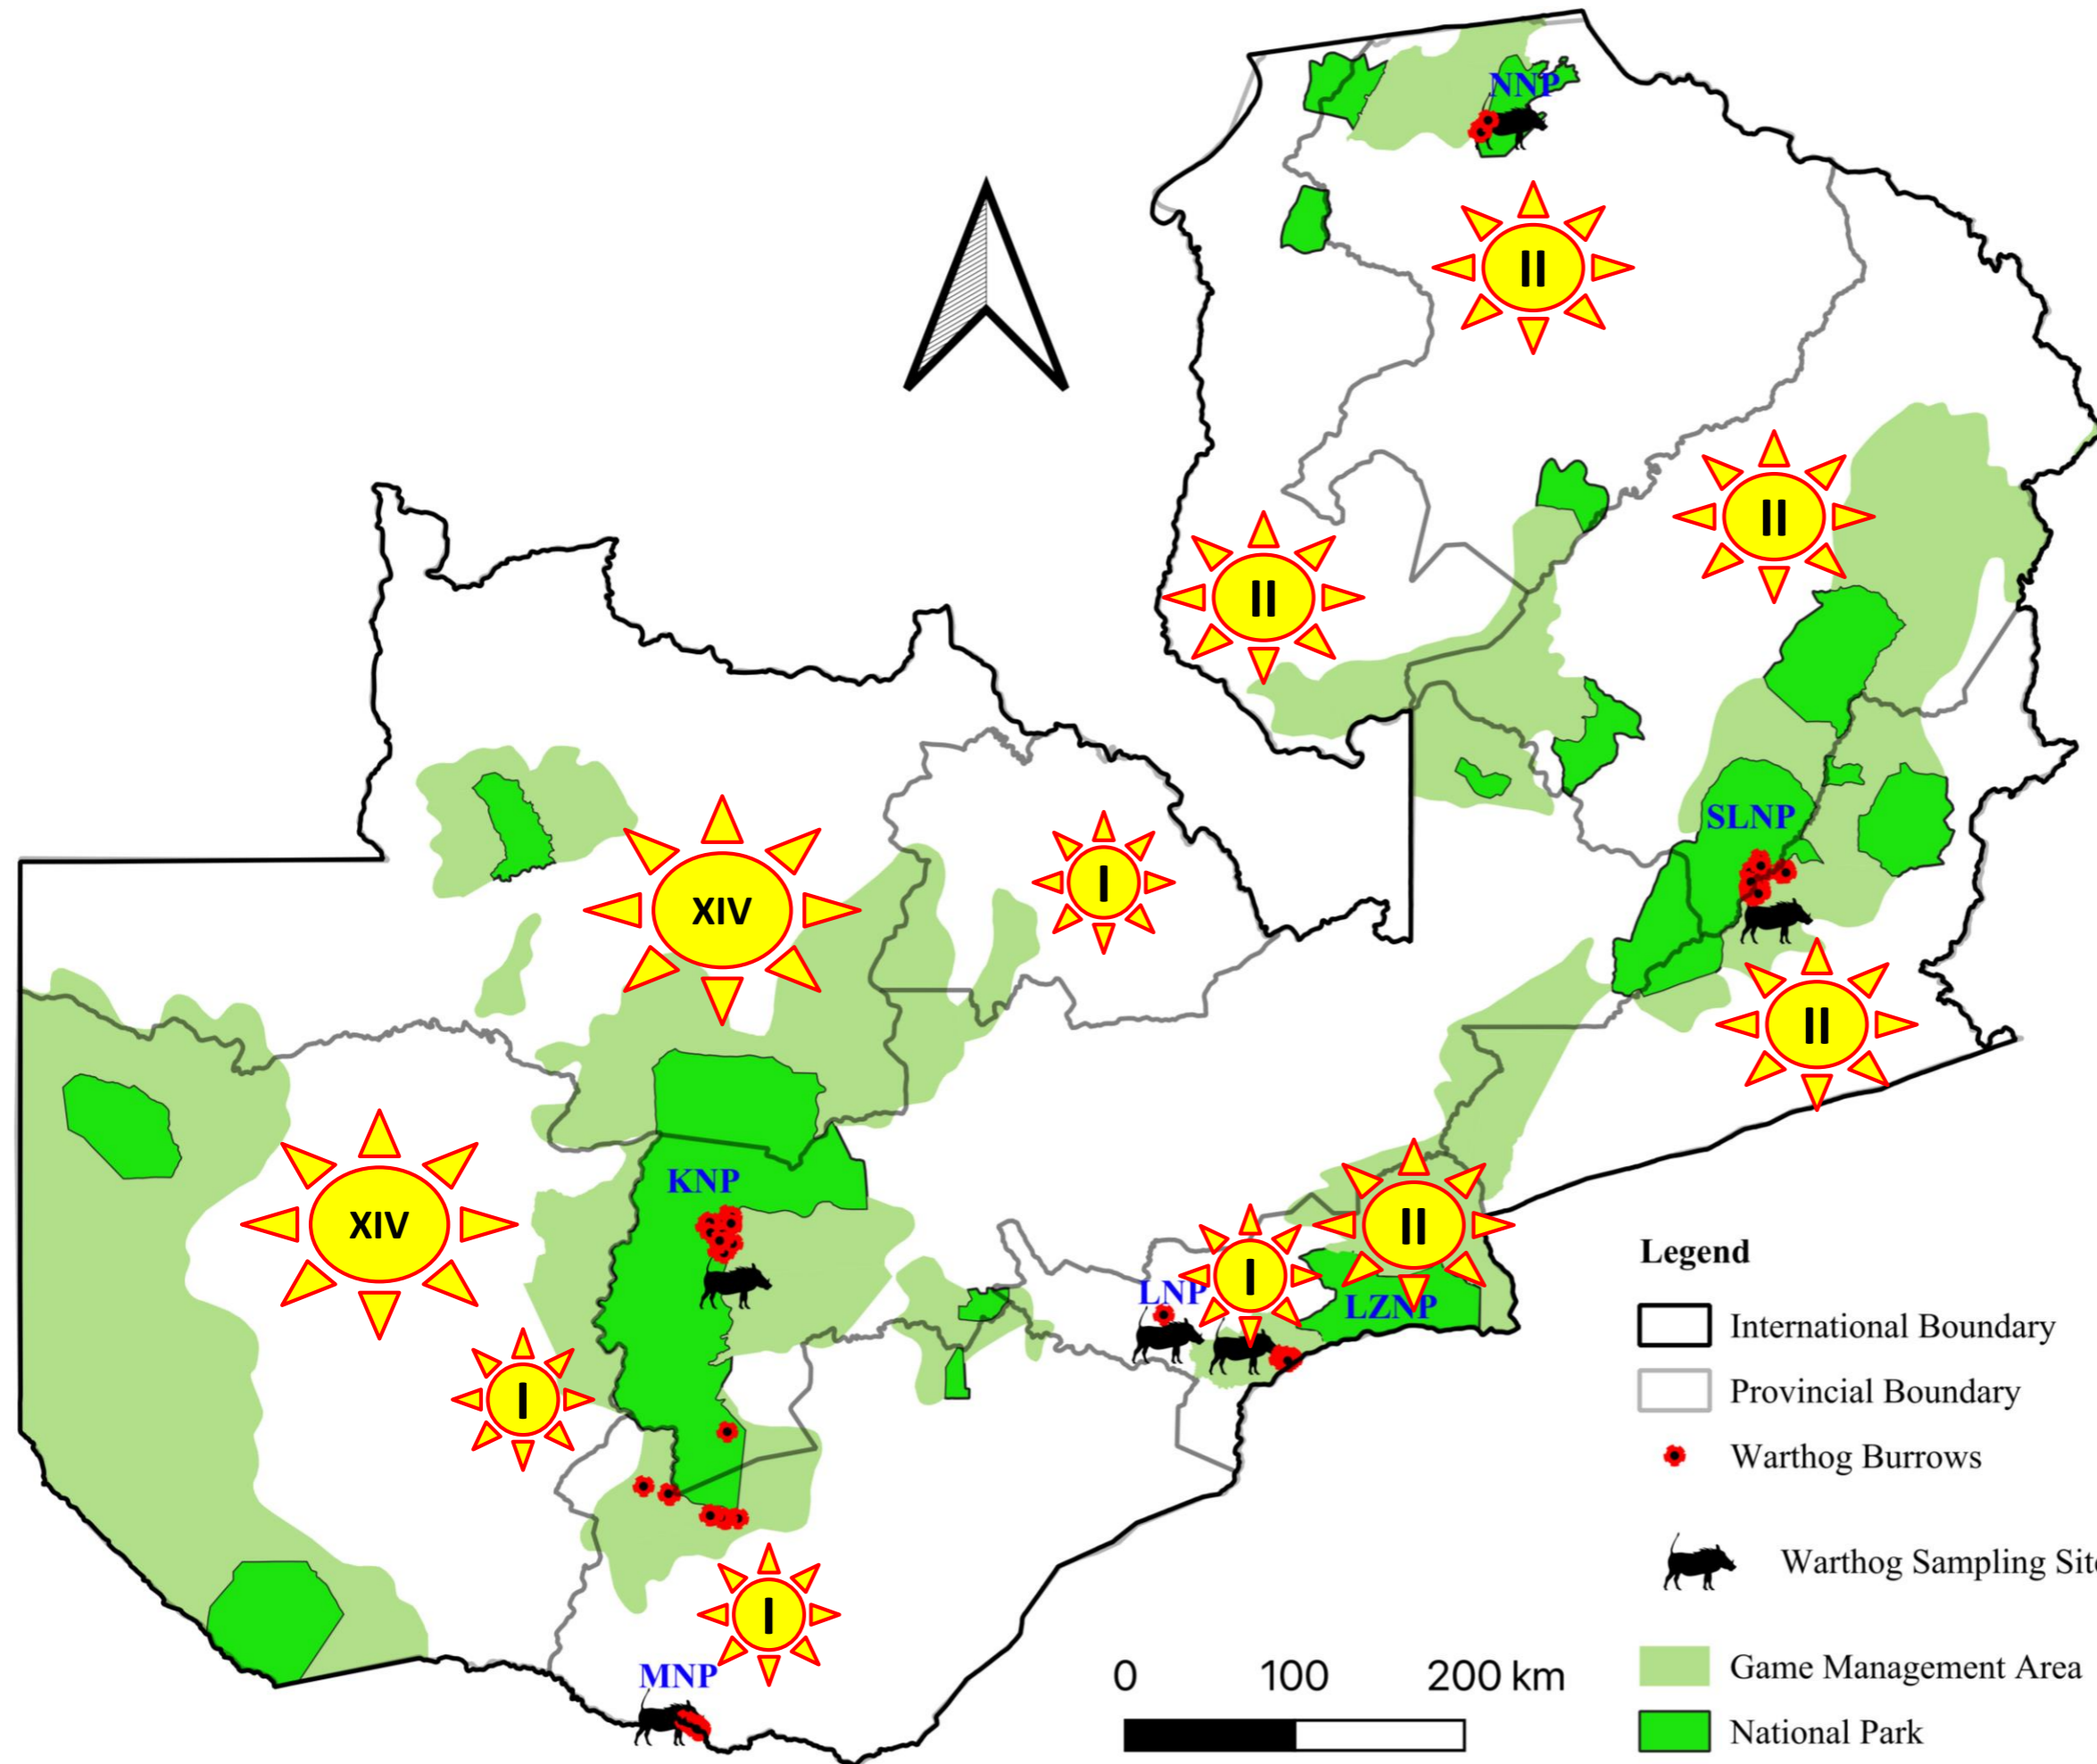 NNP
II
II
II
SLNP
XIV
I
II
KNP
XIV
II
I
LNP
LZNP
I
I
MNP
0 100 200 km
Legend
International Boundary
Provincial Boundary
Warthog Burrows
Warthog Sampling Site
Game Management Area
National Park